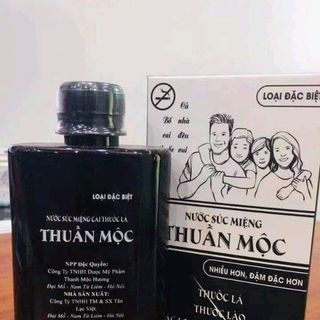 LOẠI ĐẶC BIỆT
NƯỚC SÚC MIỆNG CAI THUỐC LÁ
THUẦN MỘC
NPP Độc Quyền:
Công Ty TNHH Dược Mỹ Phẩm
Thanh Mộc Hương
Đại Mỗ - Nam Từ Liêm - Hà Nội
NHÀ SẢN XUẤT:
Công Ty TNHH TM & SX Tân
Lạc Việt.
Đại Mỗ - Nam Từ Liêm - Hà Nội
LOẠI ĐẶC BIỆT
Cả
Bố nhà
cai đều
thuốc vui
NƯỚC SÚC MIỆNG
THUẦN MỘC
NHIỀU HƠN, ĐẬM ĐẶC HƠN
THUỐC LÁ
THUỐC LÀO